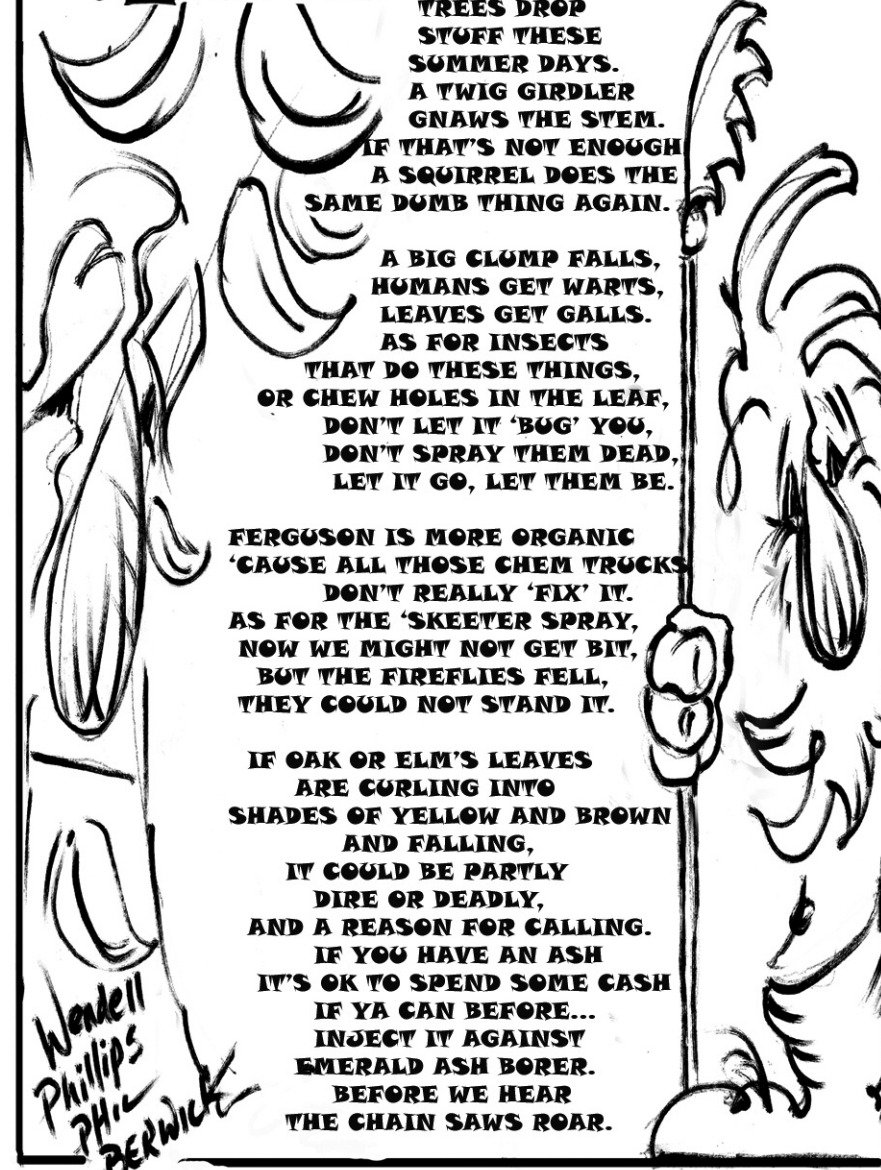 TREES DROP
STUFF THESE
SUMMER DAYS.
A TWIG GIRDLER
GNAWS THE STEM.
IF THAT'S NOT ENOUGH
A SQUIRREL DOES THE
SAME DUMB THING AGAIN.
A BIG CLUMP FALLS,
HUMANS GET WARTS,
LEAVES GET GALLS.
AS FOR INSECTS
THAT DO THESE THINGS,
OR CHEW HOLES IN THE LEAF,
DON'T LET IT ‘BUG’ YOU,
DON'T SPRAY THEM DEAD,
LET IT GO, LET THEM BE.
FERGUSON IS MORE ORGANIC
‘CAUSE ALL THOSE CHEM TRUCKS
DON'T REALLY ‘FIX’ IT.
AS FOR THE ‘SKEETER SPRAY,
NOW WE MIGHT NOT GET BIT,
BUT THE FIREFLIES FELL,
THEY COULD NOT STAND IT.
IF OAK OR ELM'S LEAVES
ARE CURLING INTO
SHADES OF YELLOW AND BROWN
AND FALLING,
IT COULD BE PARTLY
DIRE OR DEADLY,
AND A REASON FOR CALLING.
IF YOU HAVE AN ASH
IT'S OK TO SPEND SOME CASH
IF YA CAN BEFORE...
INJECT IT AGAINST
EMERALD ASH BORER.
BEFORE WE HEAR
THE CHAIN SAWS ROAR.
Wendell
Phillips
PHIL
BERWICK